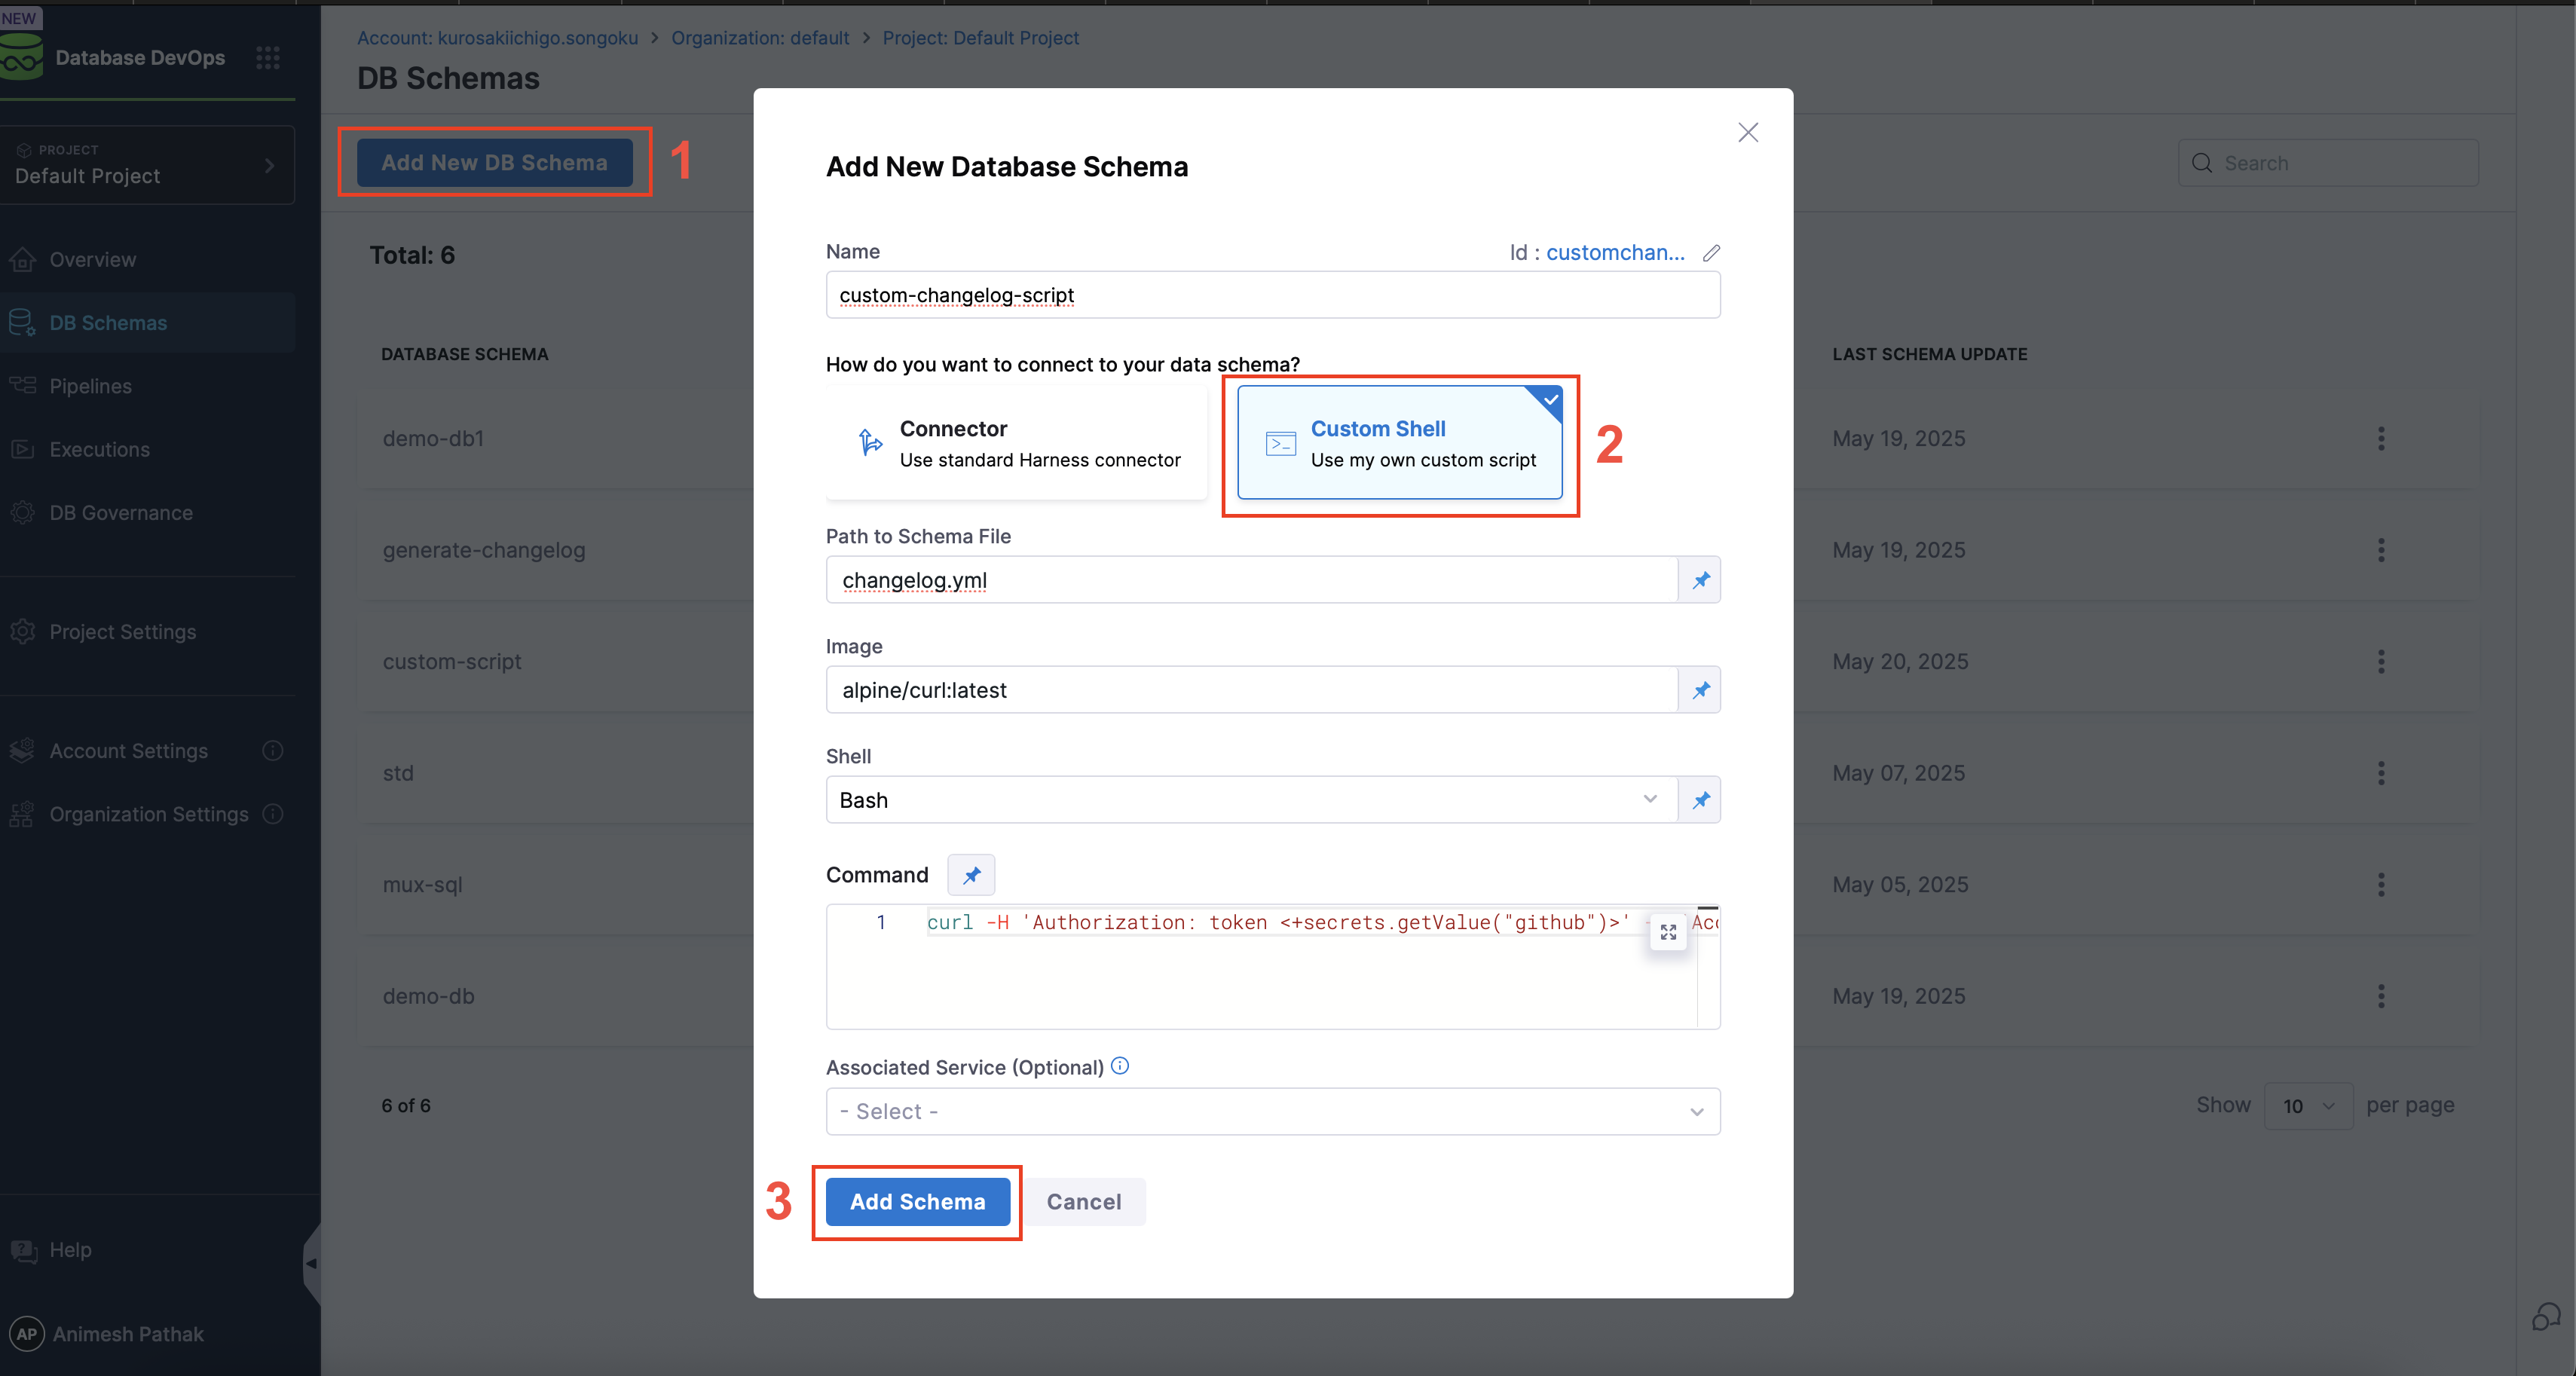 NEW
Database DevOps
PROJECT
Default Project
Overview
DB Schemas
Pipelines
Executions
DB Governance
Project Settings
Account Settings
Organization Settings
Help
AP Animesh Pathak
Account: kurosakiichigo.songoku > Organization: default > Project: Default Project
DB Schemas
Add New DB Schema
1
Search
Total: 6
DATABASE SCHEMA
LAST SCHEMA UPDATE
demo-db1
May 19, 2025
generate-changelog
May 19, 2025
custom-script
May 20, 2025
std
May 07, 2025
mux-sql
May 05, 2025
demo-db
May 19, 2025
6 of 6
Show 10 per page
Add New Database Schema
Name
Id : customchan...
custom-changelog-script
How do you want to connect to your data schema?
Connector
Use standard Harness connector
Custom Shell
Use my own custom script
2
Path to Schema File
changelog.yml
Image
alpine/curl:latest
Shell
Bash
Command
1 curl -H 'Authorization: token <+secrets.getValue("github")>'
Associated Service (Optional)
- Select -
3
Add Schema
Cancel